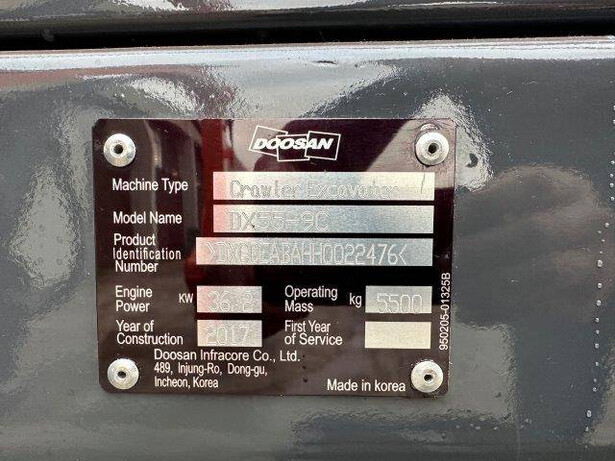 DOOSAN
Machine Type Crawler Excavator
Model Name DX55-9C
Product Identification Number
Engine Power KW 36.2 Operating Mass kg 5500
Year of Construction 2017 First Year of Service
Doosan Infracore Co., Ltd.
489, Injung-Ro, Dong-gu,
Incheon, Korea
Made in korea
950205-01325B